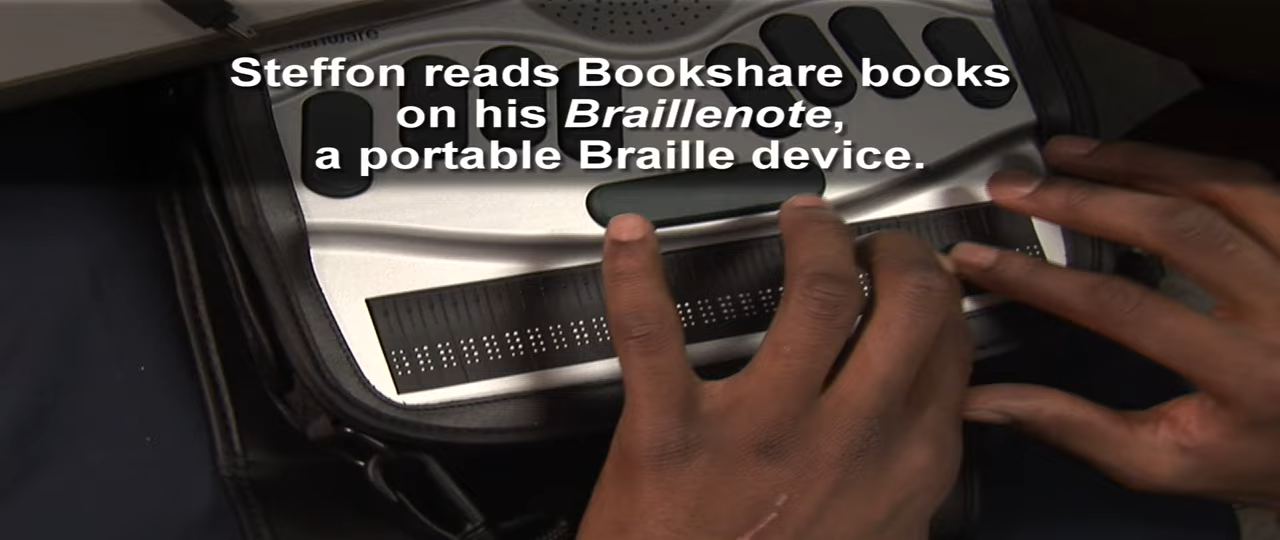 Steffon reads Bookshare books
on his Braillenote,
a portable Braille device.